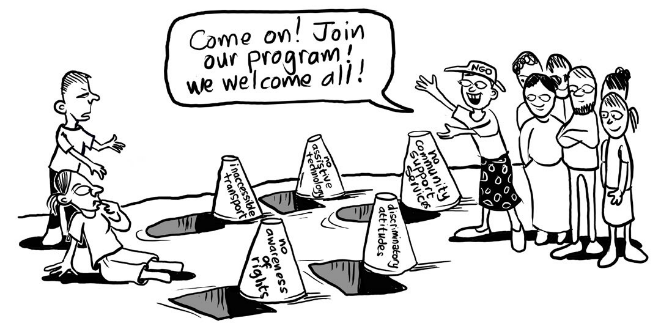 Come on! Join
our program!
we welcome all!
NGO
inaccessible
transport
no
assistive
technology
no
community
support
services
no
awareness
of
rights
discriminatory
attitudes